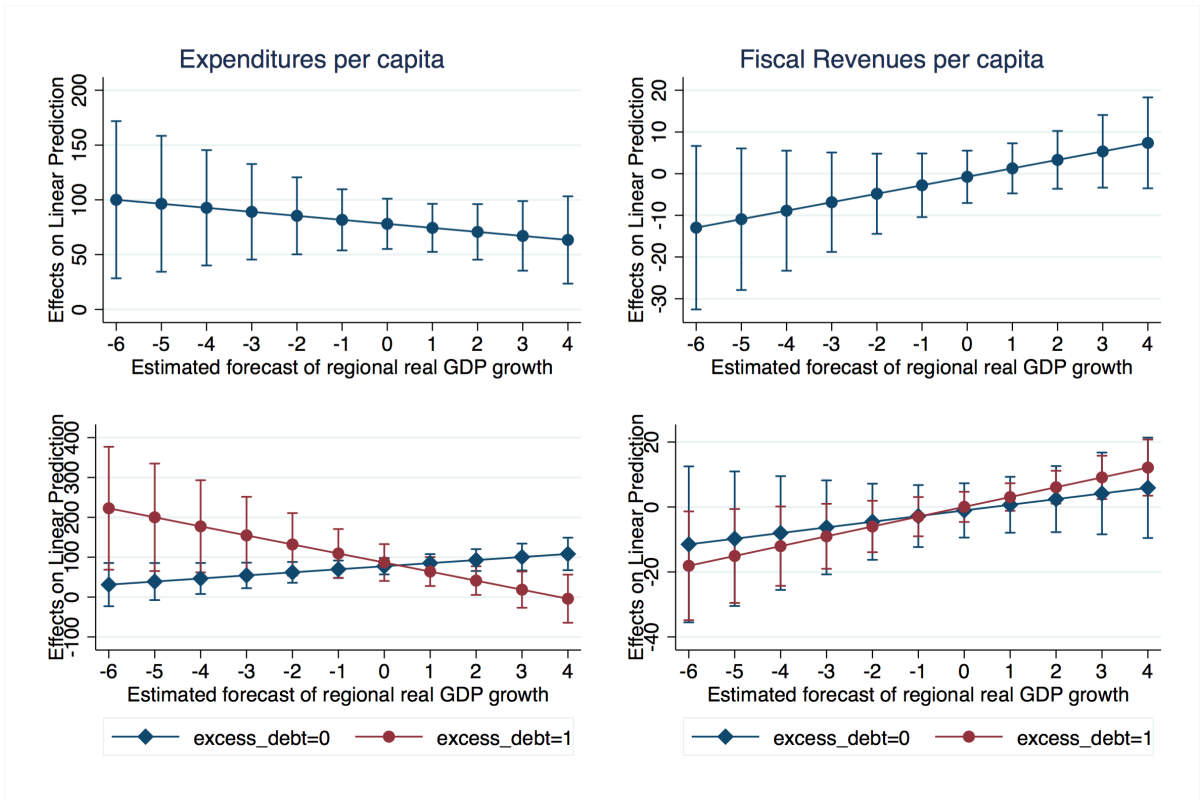 Expenditures per capita
Effects on Linear Prediction
200
150
100
50
0
-6 -5 -4 -3 -2 -1 0 1 2 3 4
Estimated forecast of regional real GDP growth
Fiscal Revenues per capita
Effects on Linear Prediction
20
10
0
-10
-20
-30
-6 -5 -4 -3 -2 -1 0 1 2 3 4
Estimated forecast of regional real GDP growth
Effects on Linear Prediction
400
300
200
100
0
-100
-6 -5 -4 -3 -2 -1 0 1 2 3 4
Estimated forecast of regional real GDP growth
excess_debt=0 excess_debt=1
Effects on Linear Prediction
20
0
-20
-40
-6 -5 -4 -3 -2 -1 0 1 2 3 4
Estimated forecast of regional real GDP growth
excess_debt=0 excess_debt=1